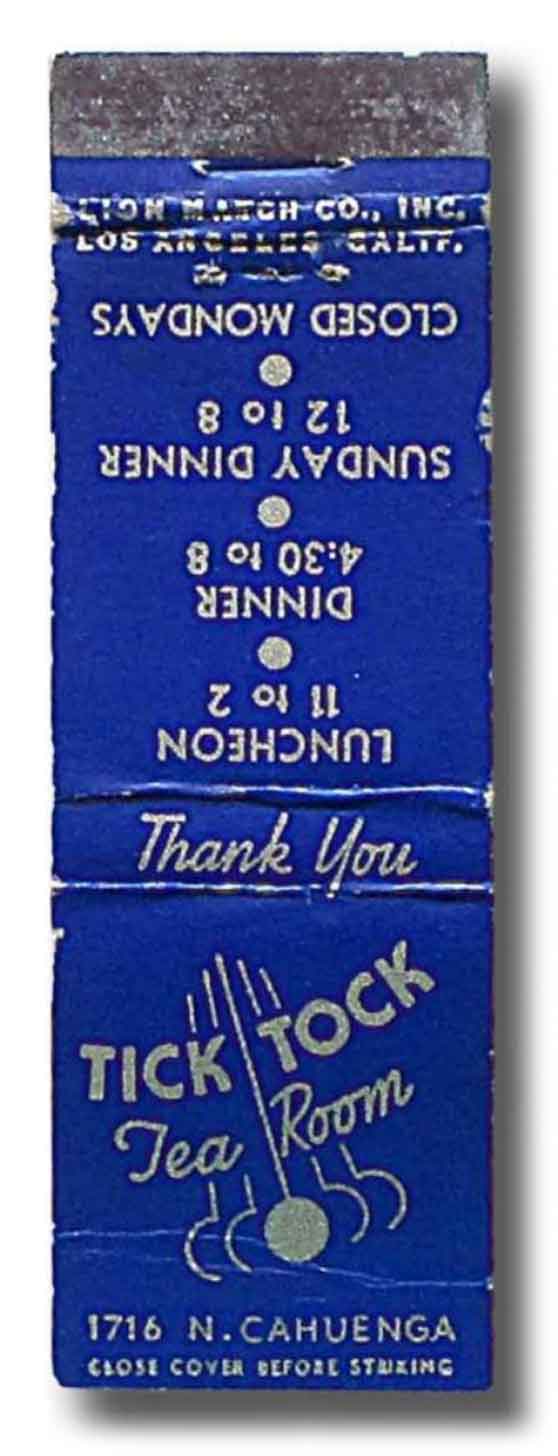 LION MATCH CO., INC.
LOS ANGELES CALIF.
LUNCHEON
11 to 2
DINNER
4:30 to 8
SUNDAY DINNER
12 to 8
CLOSED MONDAYS
Thank You
TICK TOCK
Tea Room
1716 N. CAHUENGA
CLOSE COVER BEFORE STRIKING